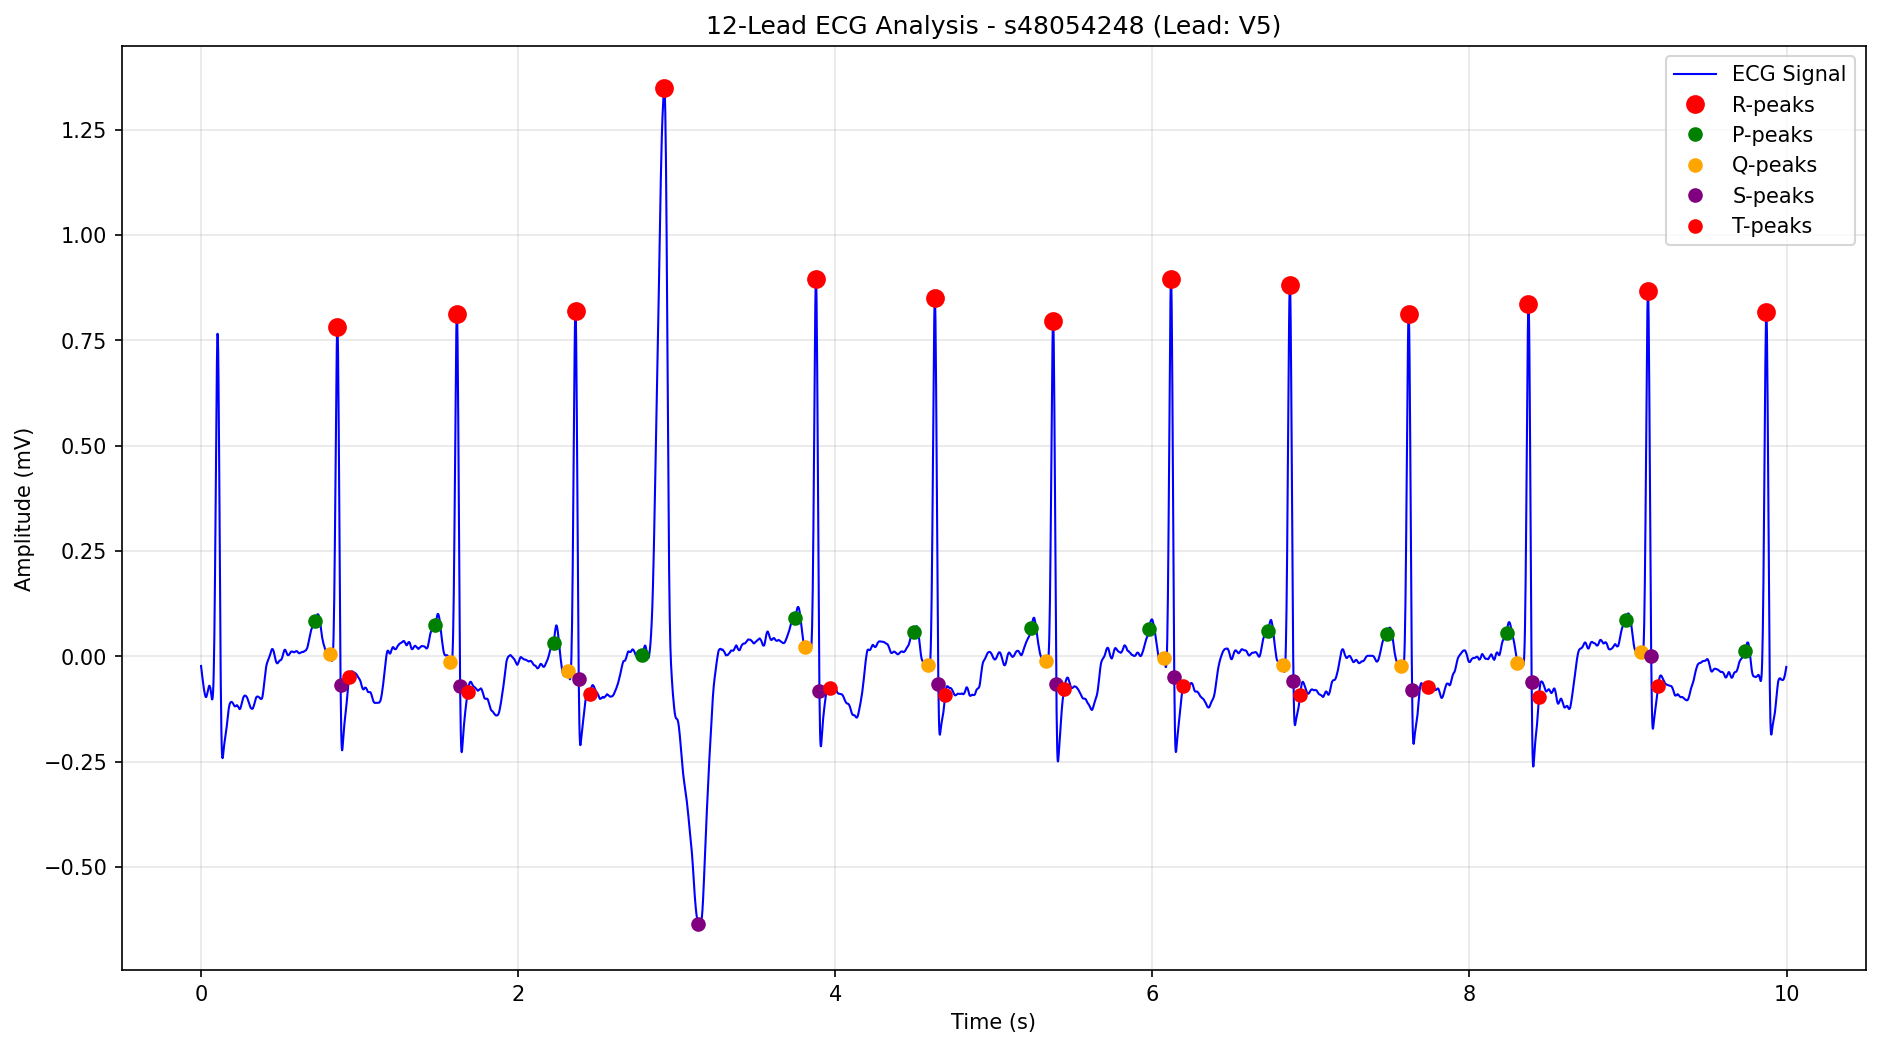 12-Lead ECG Analysis - s48054248 (Lead: V5)
ECG Signal
R-peaks
P-peaks
Q-peaks
S-peaks
T-peaks
Amplitude (mV)
1.25
1.00
0.75
0.50
0.25
0.00
−0.25
−0.50
0 2 4 6 8 10
Time (s)